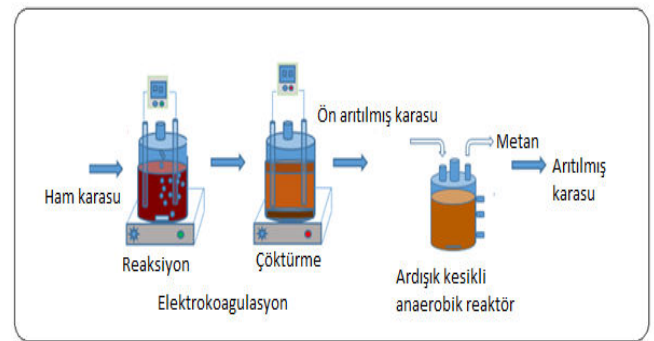 Ham karasu
Reaksiyon
Çöktürme
Elektrokoagulasyon
Ön arıtılmış karasu
Metan
Arıtılmış
karasu
Ardışık kesikli
anaerobik reaktör